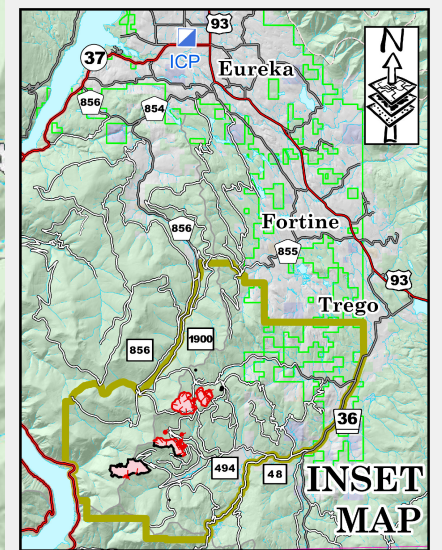 93
37
ICP
Eureka
N
856
854
856
Fortine
855
93
Trego
856
1900
36
494
48
INSET
MAP